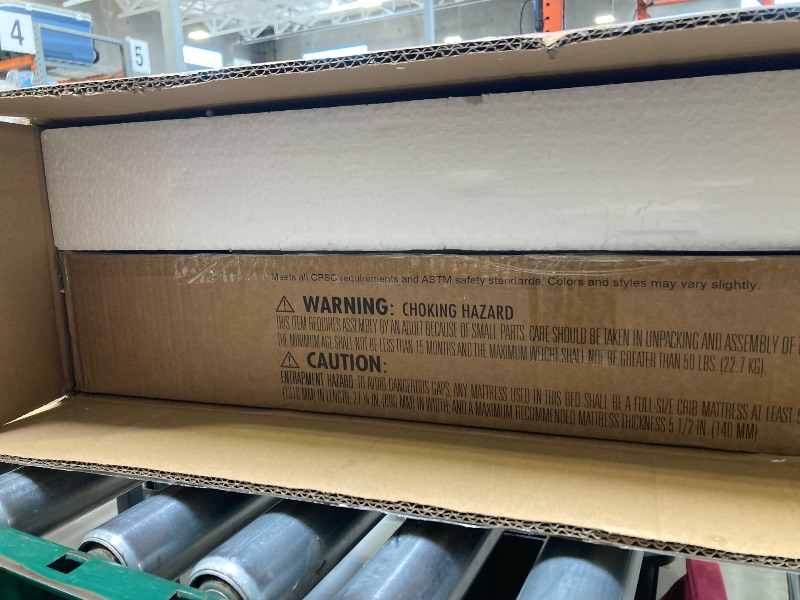 4
5
Meets all CPSC requirements and ASTM safety standards. Colors and styles may vary slightly.
WARNING: CHOKING HAZARD
THIS ITEM REQUIRES ASSEMBLY BY AN ADULT BECAUSE OF SMALL PARTS. CARE SHOULD BE TAKEN IN UNPACKING AND ASSEMBLY OF
THE MINIMUM AGE SHALL NOT BE LESS THAN 15 MONTHS AND THE MAXIMUM WEIGHT SHALL NOT BE GREATER THAN 50 LBS (22.7 KG)
CAUTION:
ENTRAPMENT HAZARD: TO AVOID DANGEROUS GAPS, ANY MATTRESS USED IN THIS BED SHALL BE A FULL-SIZE CRIB MATTRESS AT LEAST
(1310 MM) IN LENGTH, (690 MM) IN WIDTH, AND A MAXIMUM RECOMMENDED MATTRESS THICKNESS 5 1/2 IN. (140 MM)